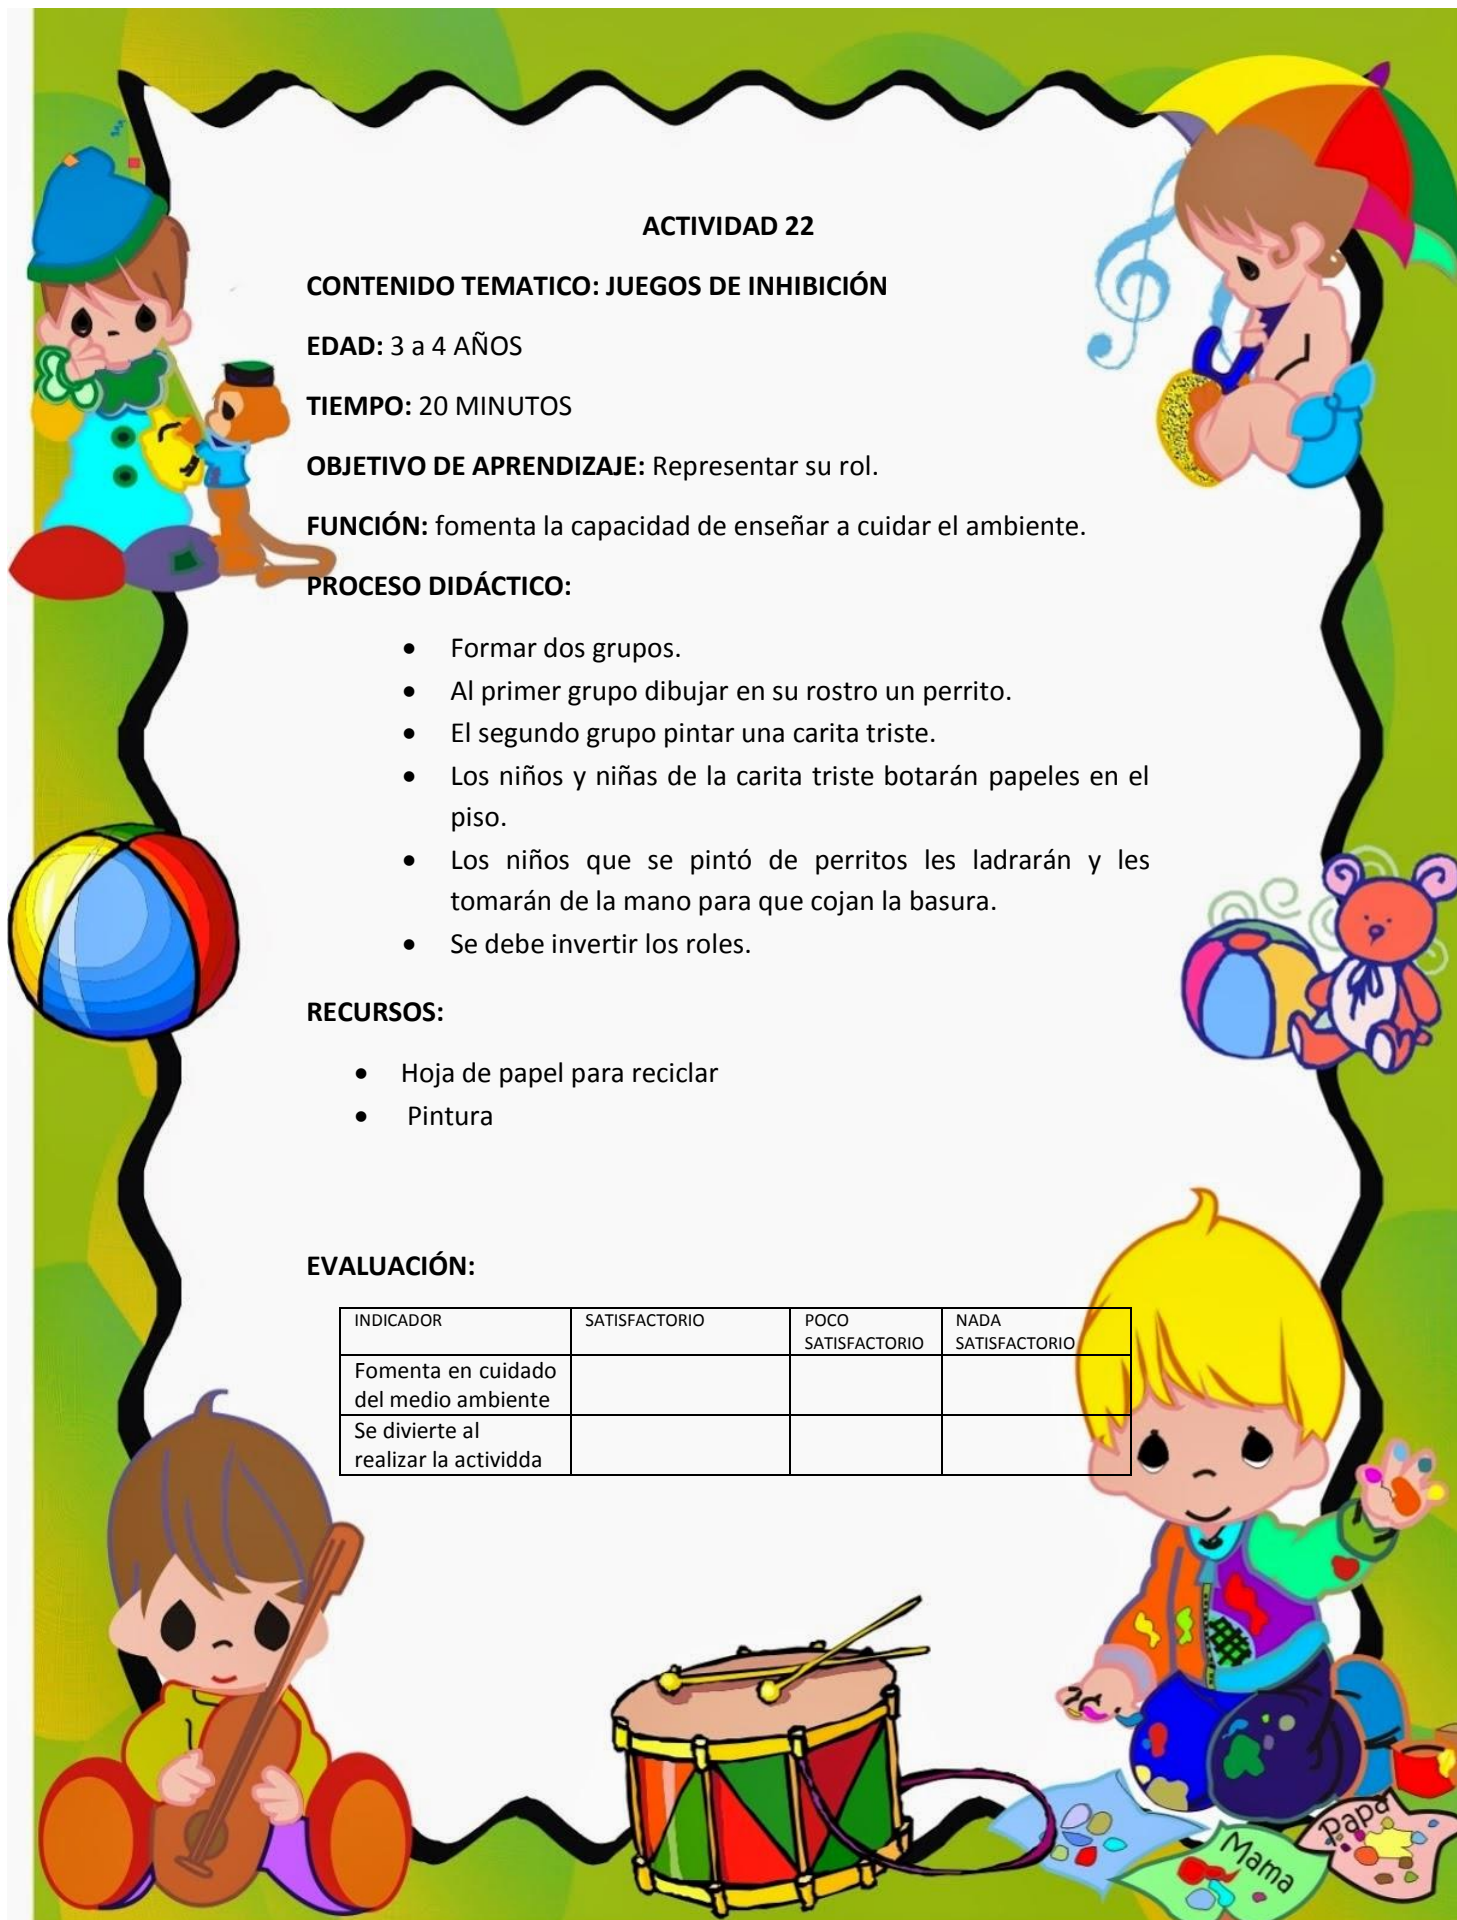 ACTIVIDAD 22
CONTENIDO TEMATICO: JUEGOS DE INHIBICIÓN
EDAD: 3 a 4 AÑOS
TIEMPO: 20 MINUTOS
OBJETIVO DE APRENDIZAJE: Representar su rol.
FUNCIÓN: fomenta la capacidad de enseñar a cuidar el ambiente.
PROCESO DIDÁCTICO:
• Formar dos grupos.
• Al primer grupo dibujar en su rostro un perrito.
• El segundo grupo pintar una carita triste.
• Los niños y niñas de la carita triste botarán papeles en el
piso.
• Los niños que se pintó de perritos les ladrarán y les
tomarán de la mano para que cojan la basura.
• Se debe invertir los roles.
RECURSOS:
• Hoja de papel para reciclar
• Pintura
EVALUACIÓN:
INDICADOR SATISFACTORIO POCO NADA
SATISFACTORIO SATISFACTORIO
Fomenta en cuidado
del medio ambiente
Se divierte al
realizar la actividda
Papa
Mama